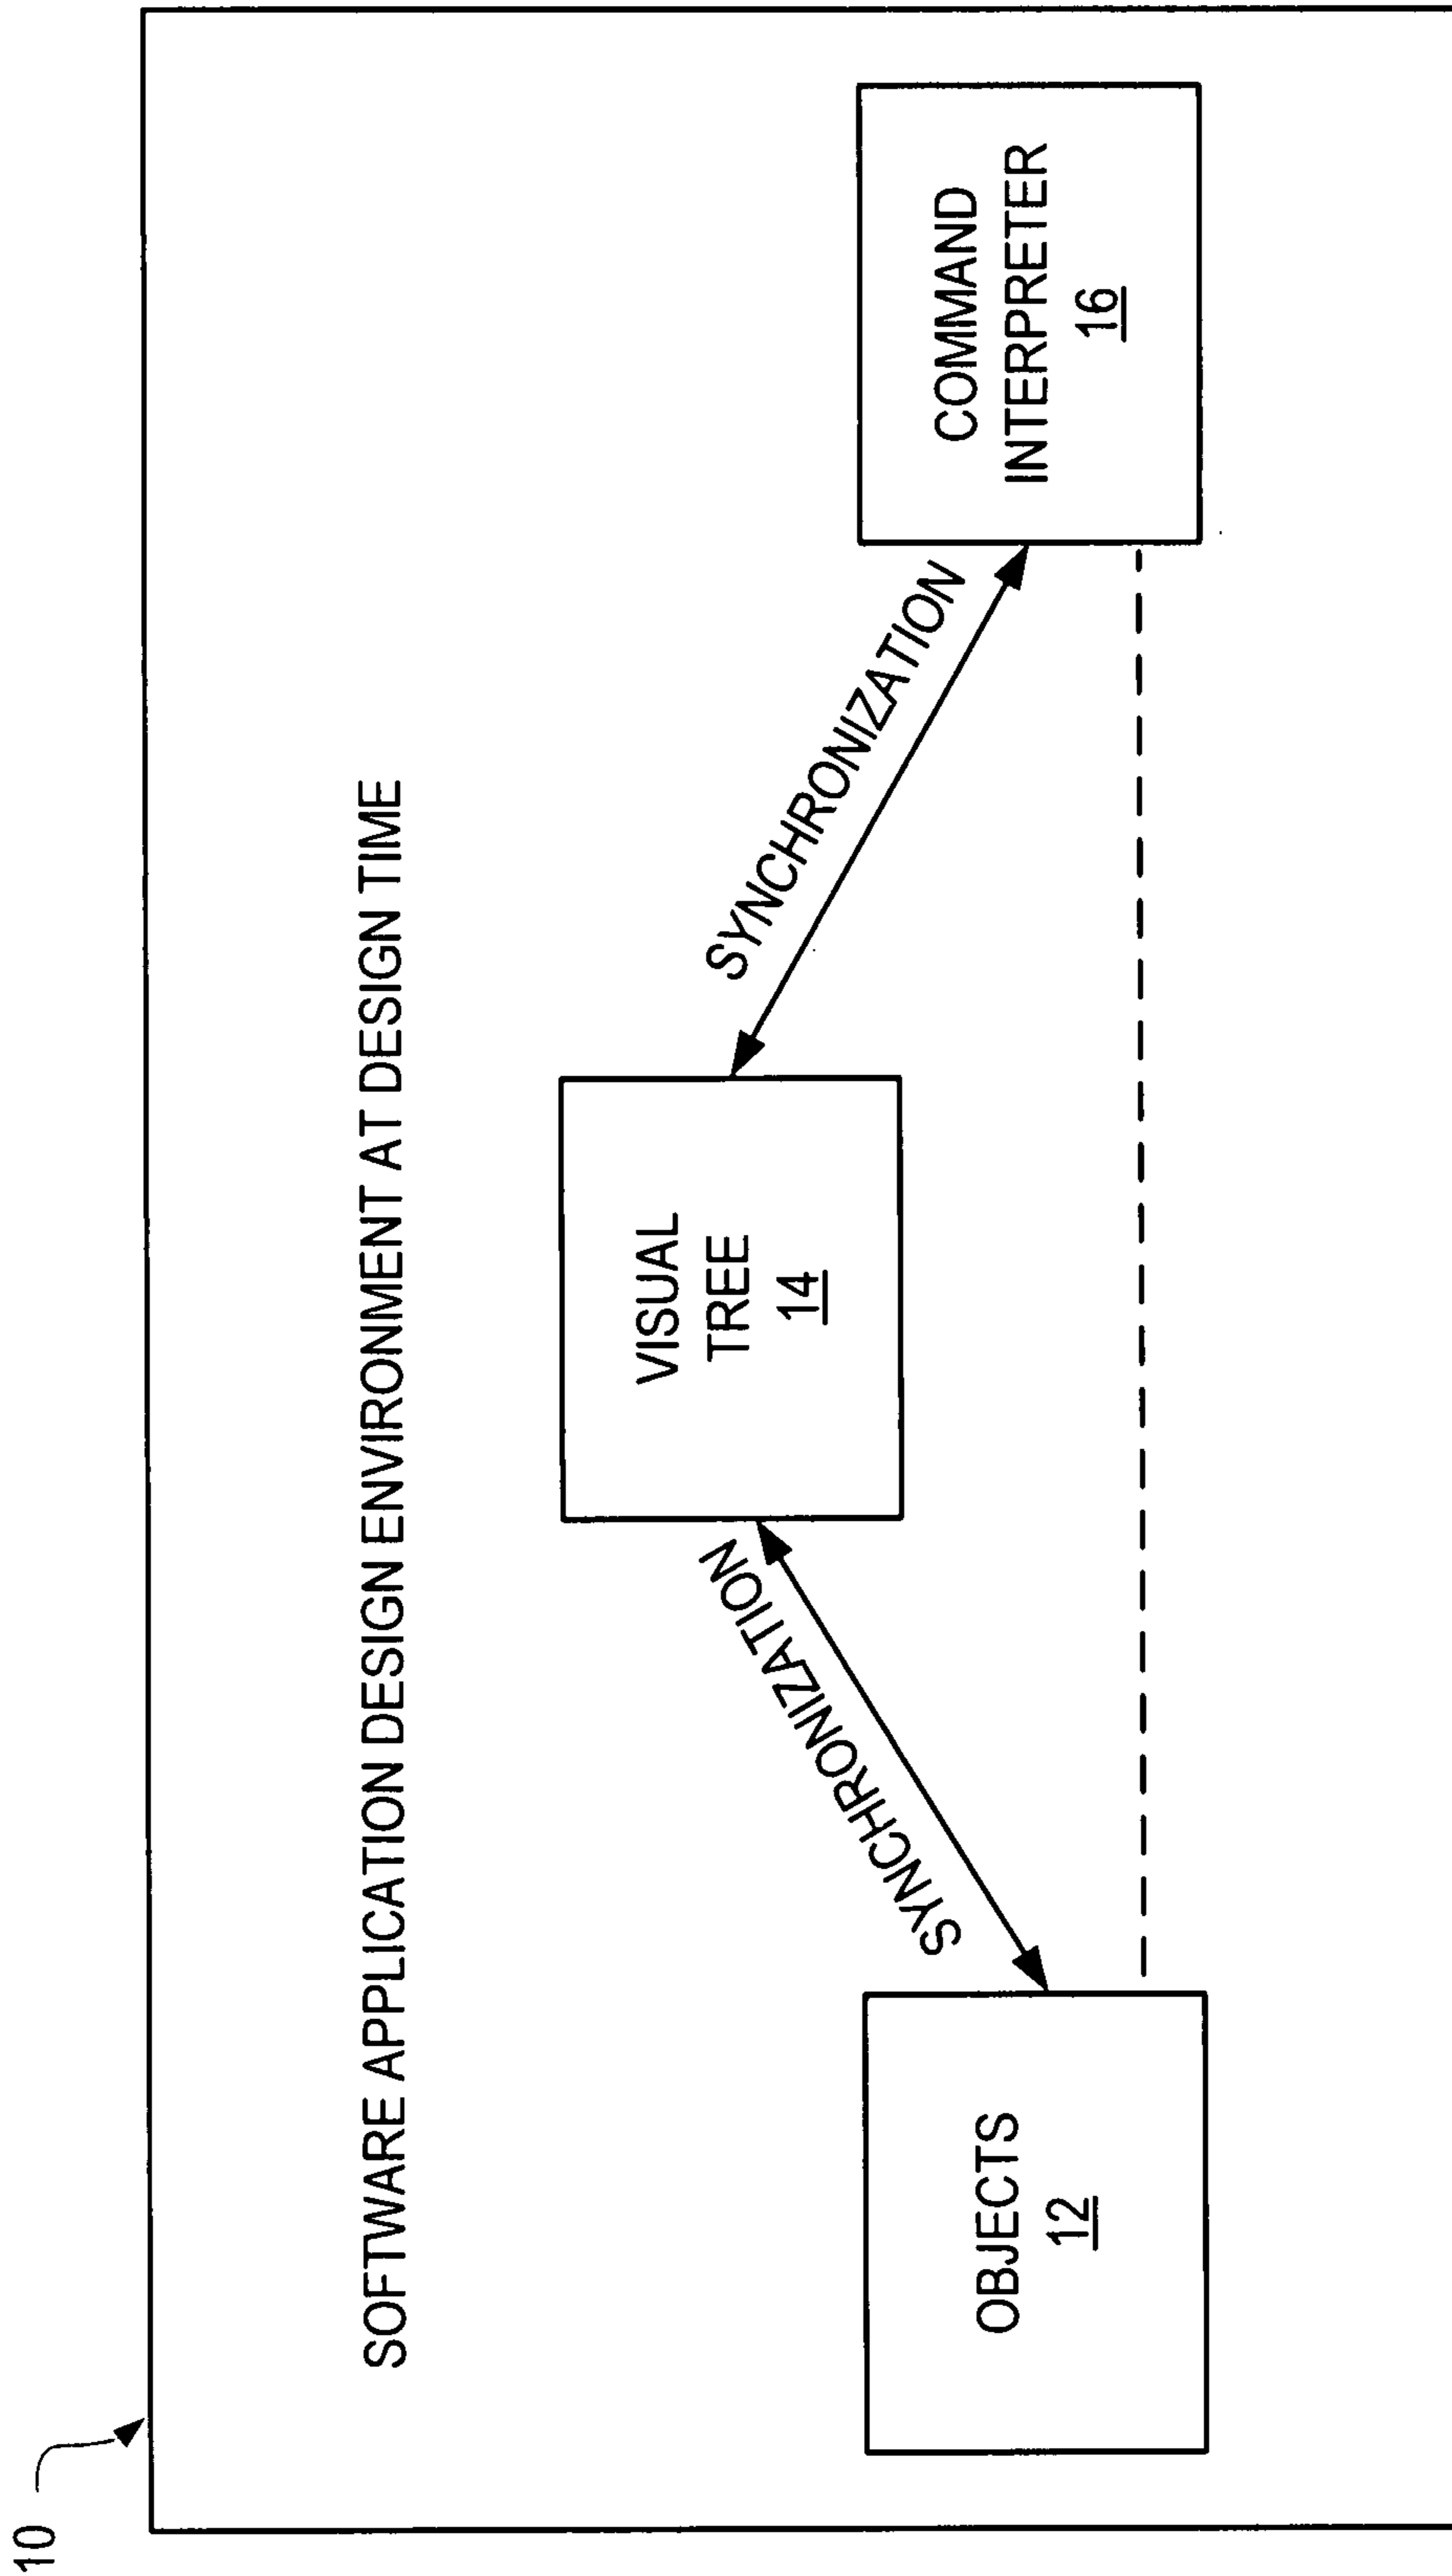 10
SOFTWARE APPLICATION DESIGN ENVIRONMENT AT DESIGN TIME
VISUAL
TREE
14
SYNCHRONIZATION
SYNCHRONIZATION
OBJECTS
12
COMMAND
INTERPRETER
16